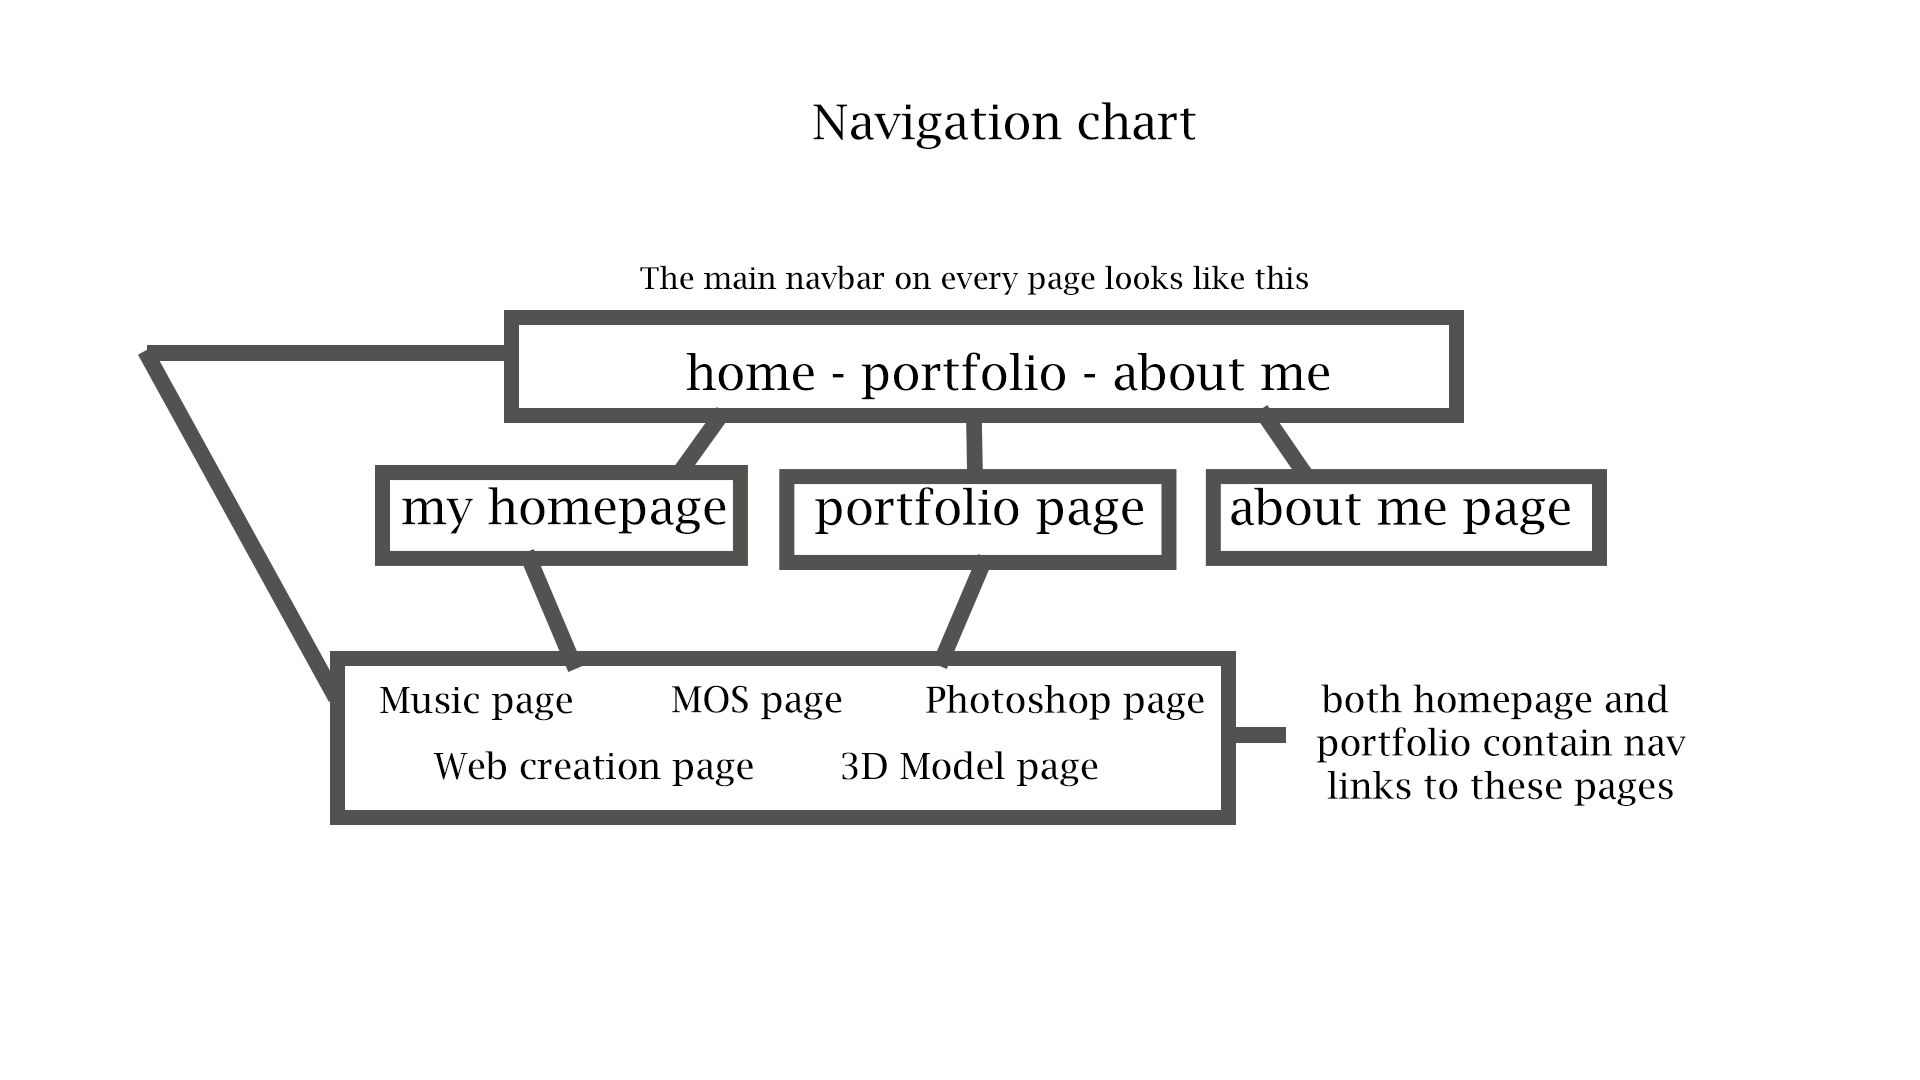 Navigation chart
The main navbar on every page looks like this
home - portfolio - about me
my homepage
portfolio page
about me page
Music page
MOS page
Photoshop page
Web creation page
3D Model page
both homepage and
portfolio contain nav
links to these pages